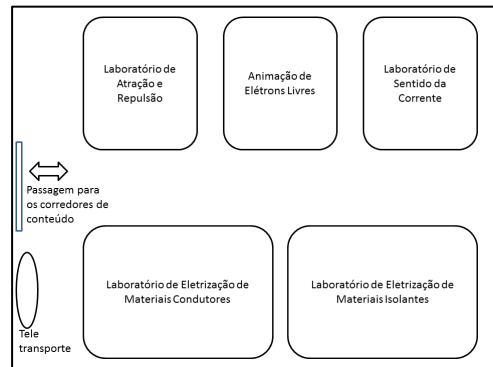 Laboratório de
Atração e
Repulsão
Animação de
Elétrons Livres
Laboratório de
Sentido da
Corrente
Passagem para
os corredores de
conteúdo
Laboratório de Eletrização de
Materiais Condutores
Laboratório de Eletrização de
Materiais Isolantes
Tele
transporte